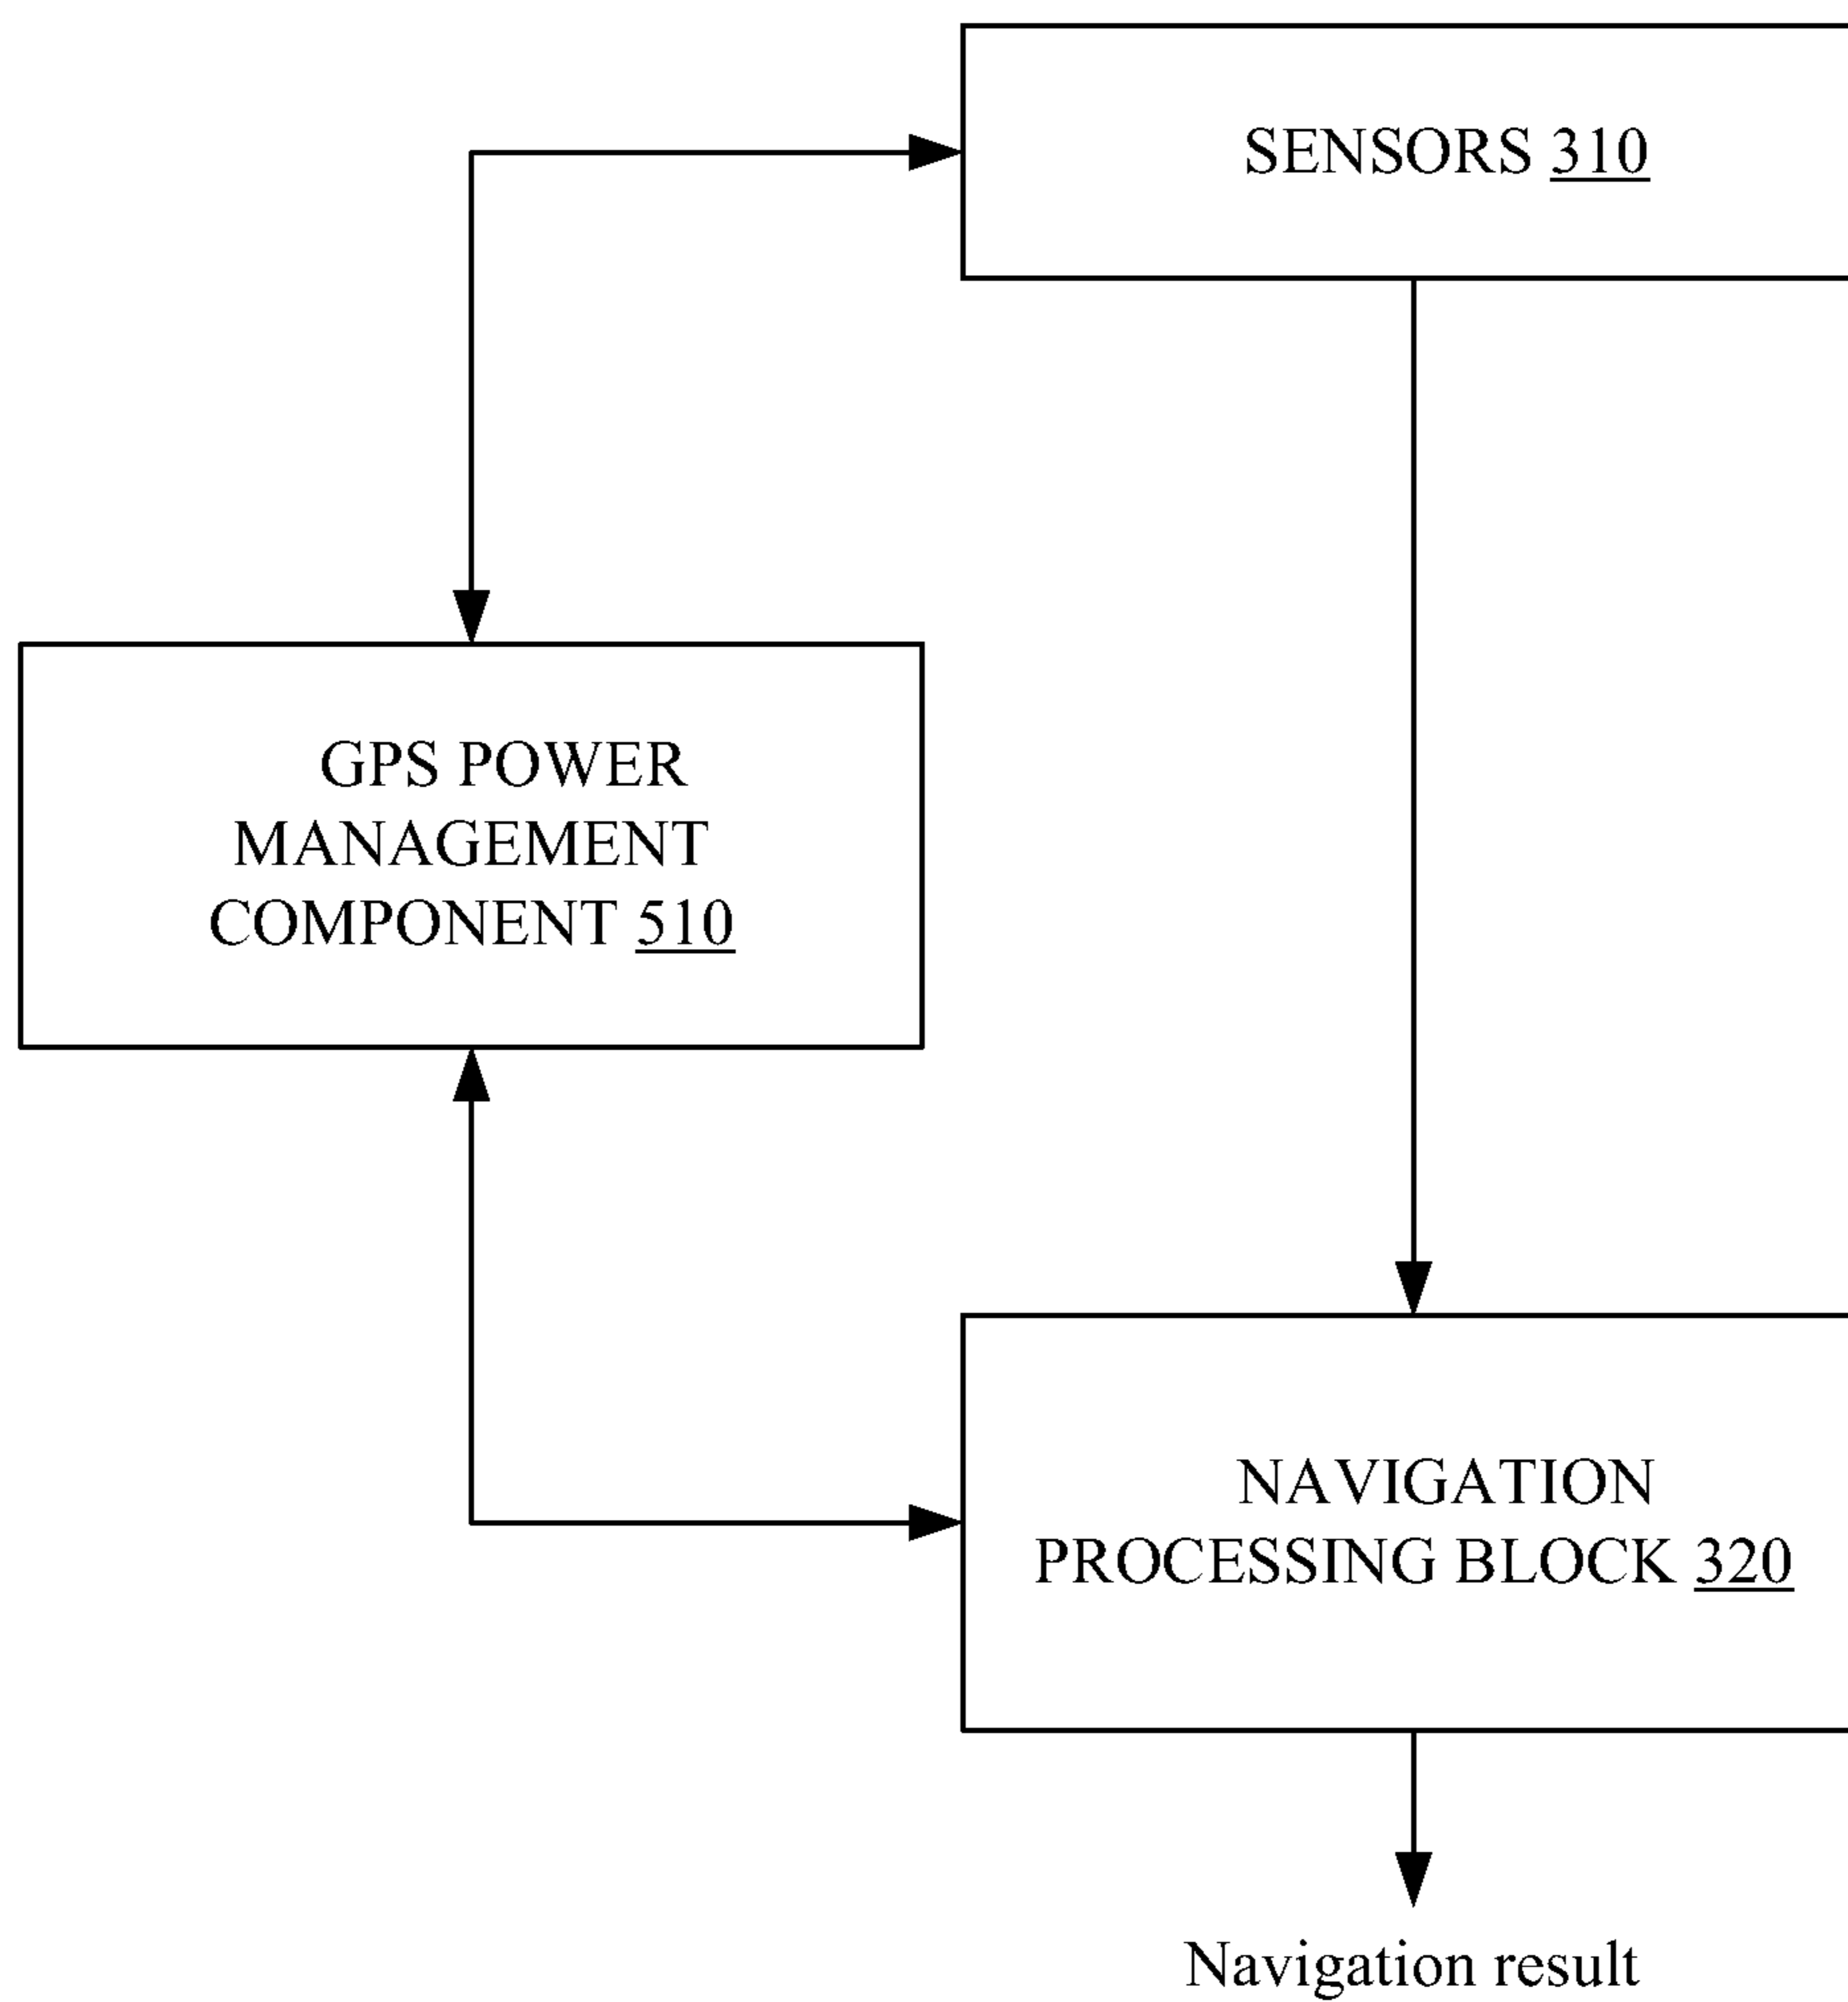 SENSORS 310
GPS POWER
MANAGEMENT
COMPONENT 510
NAVIGATION
PROCESSING BLOCK 320
Navigation result